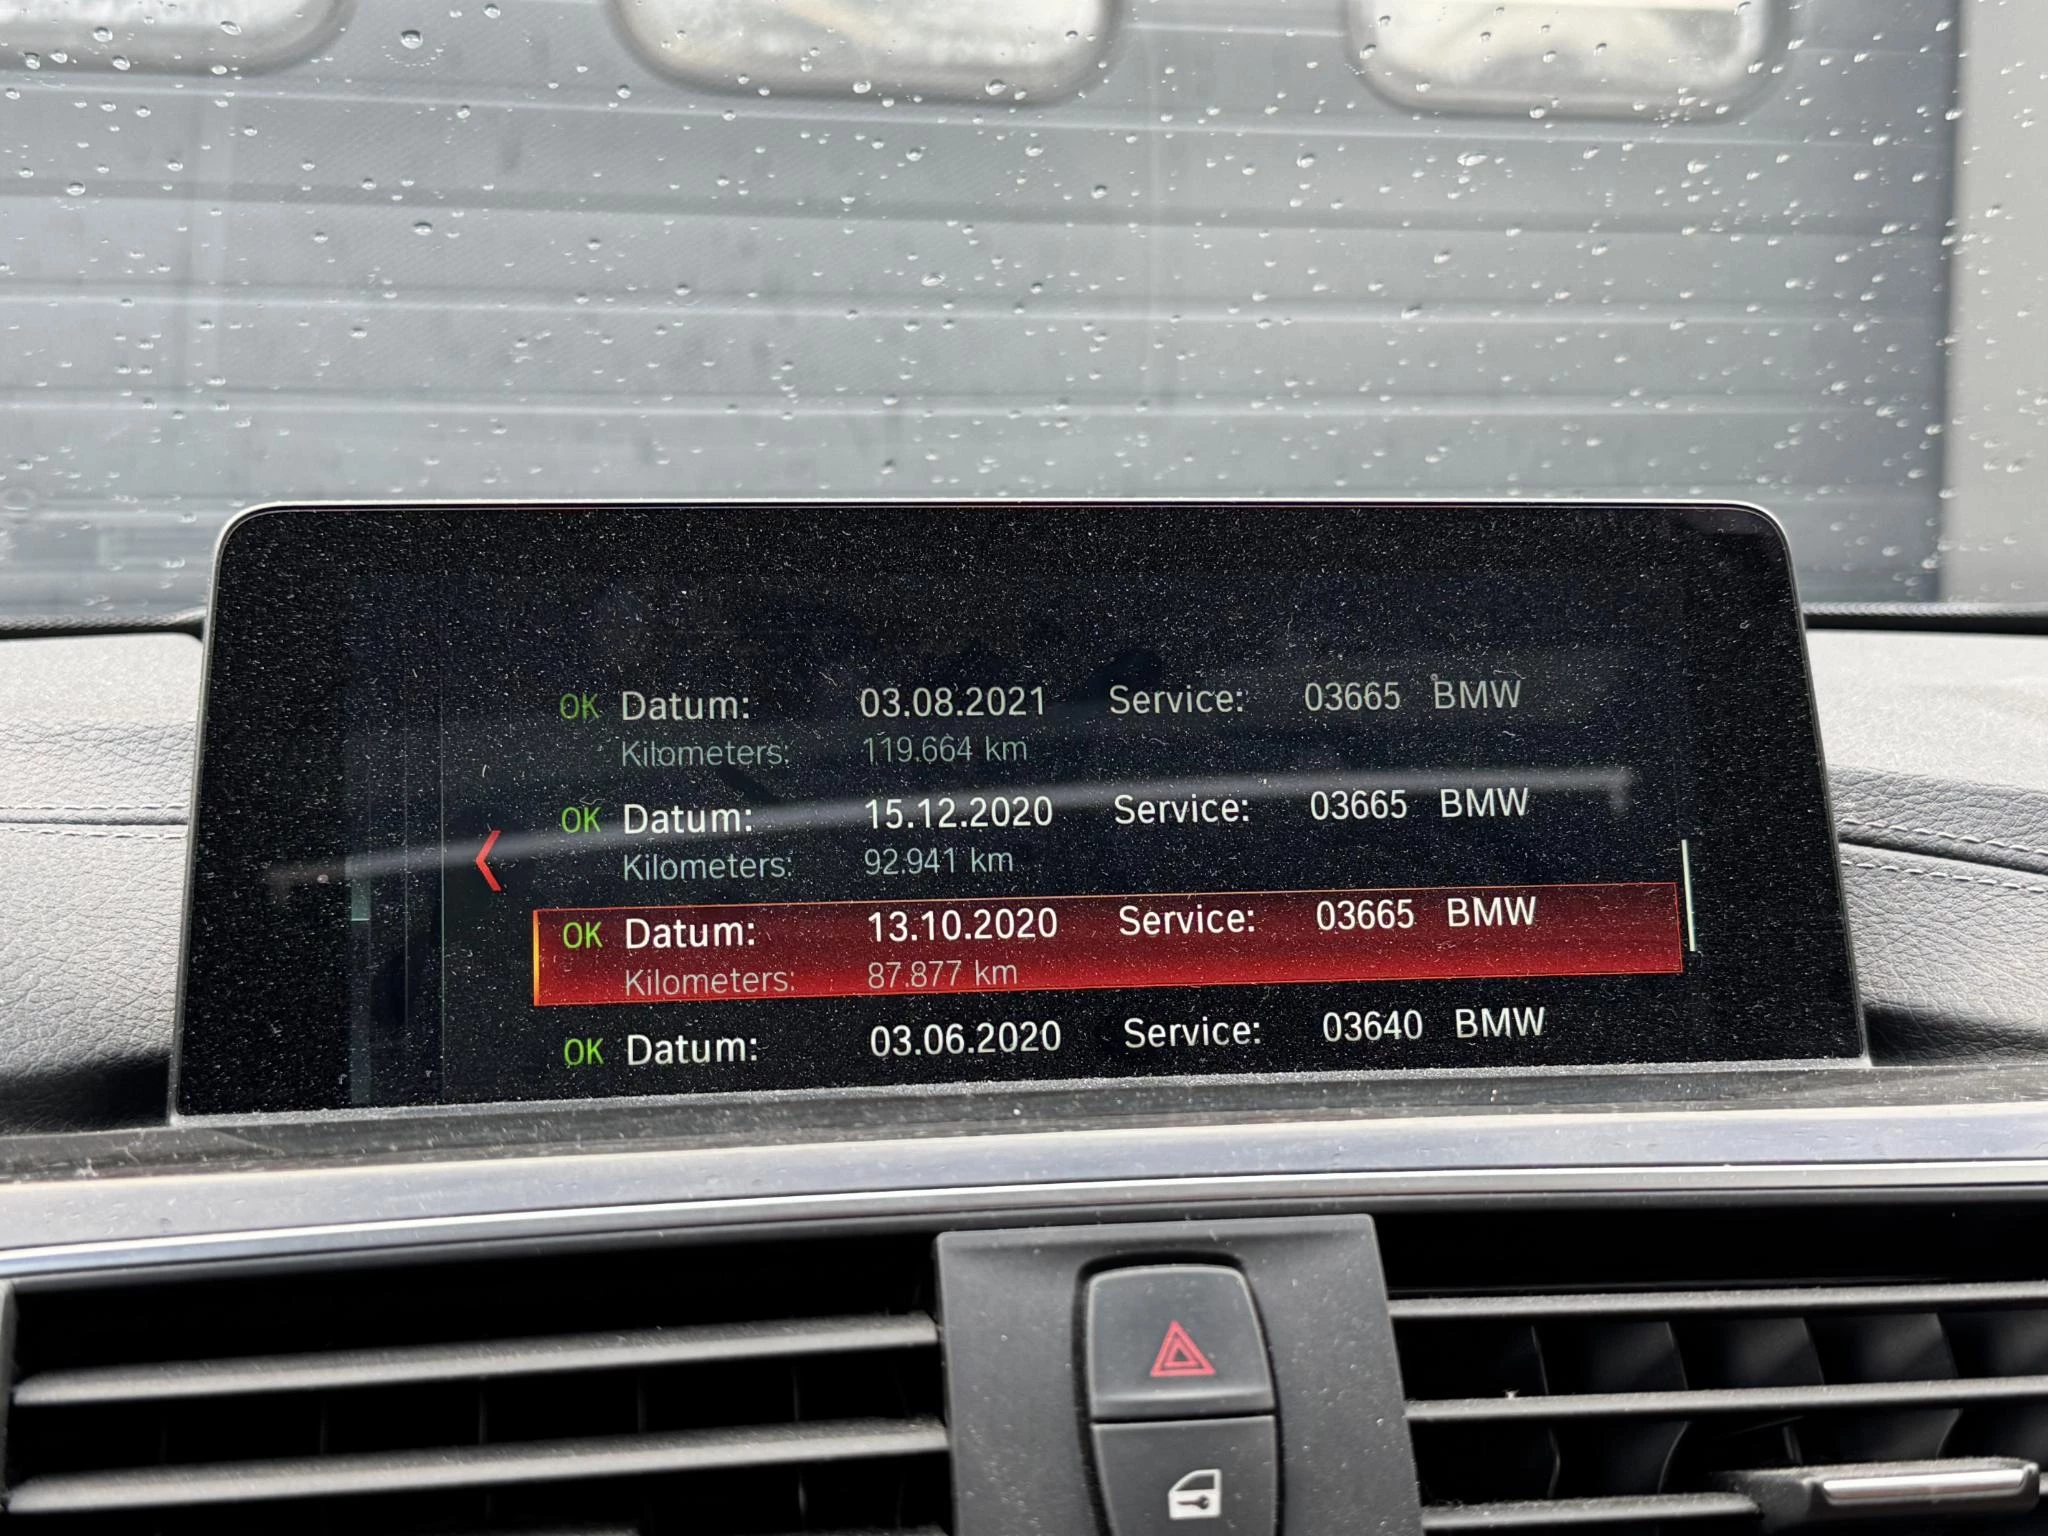 OK Datum: 03.08.2021 Service: 03665 BMW
Kilometers: 119.664 km
OK Datum: 15.12.2020 Service: 03665 BMW
Kilometers: 92.941 km
OK Datum: 13.10.2020 Service: 03665 BMW
Kilometers: 87.877 km
OK Datum: 03.06.2020 Service: 03640 BMW